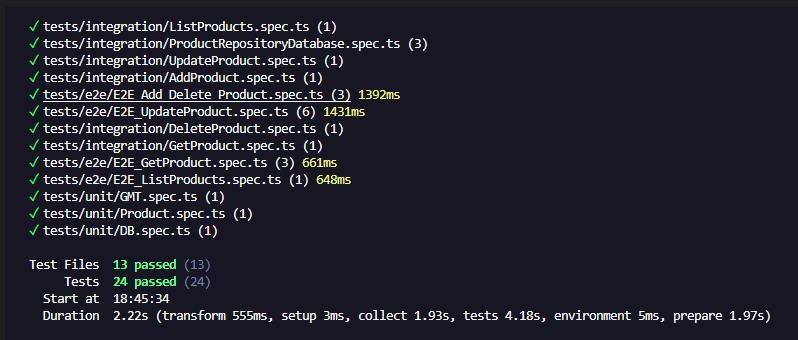 ✓ tests/integration/ListProducts.spec.ts (1)
✓ tests/integration/ProductRepositoryDatabase.spec.ts (3)
✓ tests/integration/UpdateProduct.spec.ts (1)
✓ tests/integration/AddProduct.spec.ts (1)
✓ tests/e2e/E2E_Add_Delete_Product.spec.ts (3) 1392ms
✓ tests/e2e/E2E_UpdateProduct.spec.ts (6) 1431ms
✓ tests/integration/DeleteProduct.spec.ts (1)
✓ tests/integration/GetProduct.spec.ts (1)
✓ tests/e2e/E2E_GetProduct.spec.ts (3) 661ms
✓ tests/e2e/E2E_ListProducts.spec.ts (1) 648ms
✓ tests/unit/GMT.spec.ts (1)
✓ tests/unit/Product.spec.ts (1)
✓ tests/unit/DB.spec.ts (1)
Test Files 13 passed (13)
Tests 24 passed (24)
Start at 18:45:34
Duration 2.22s (transform 555ms, setup 3ms, collect 1.93s, tests 4.18s, environment 5ms, prepare 1.97s)